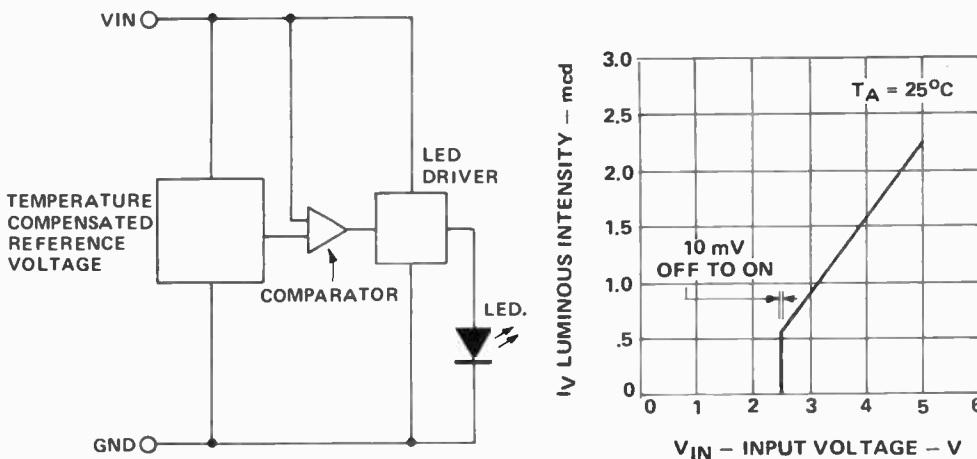 VIN
TEMPERATURE
COMPENSATED
REFERENCE
VOLTAGE
COMPARATOR
LED
DRIVER
LED.
GND
IV LUMINOUS INTENSITY – mcd
3.0
2.5
2.0
1.5
1.0
.5
0
TA = 25°C
10 mV
OFF TO ON
0 1 2 3 4 5 6
VIN – INPUT VOLTAGE – V